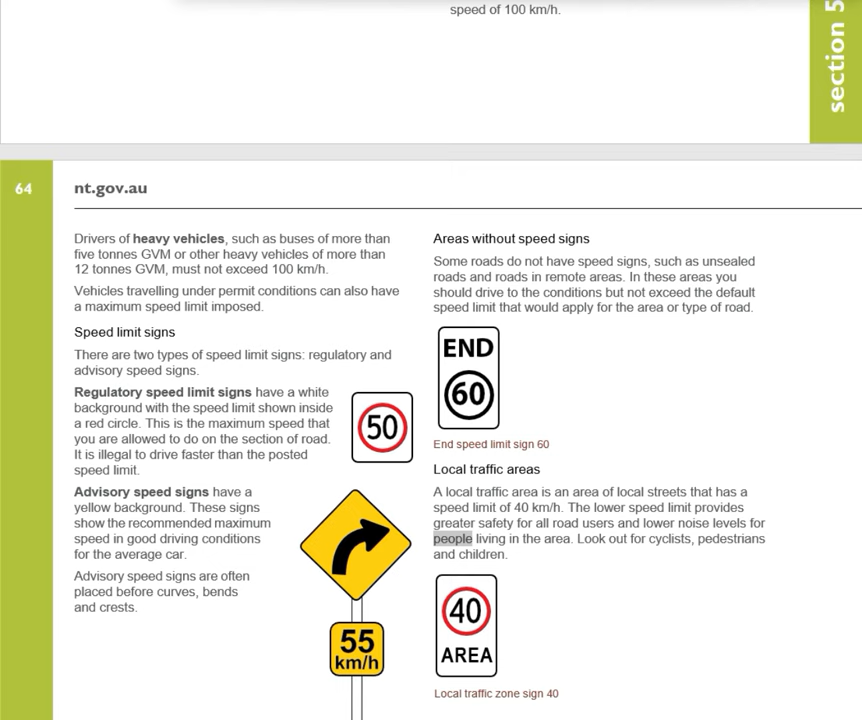 speed of 100 km/h.
section 5
64
nt.gov.au
Drivers of heavy vehicles, such as buses of more than
five tonnes GVM or other heavy vehicles of more than
12 tonnes GVM, must not exceed 100 km/h.
Vehicles travelling under permit conditions can also have
a maximum speed limit imposed.
Speed limit signs
There are two types of speed limit signs: regulatory and
advisory speed signs.
Regulatory speed limit signs have a white
background with the speed limit shown inside
a red circle. This is the maximum speed that
you are allowed to do on the section of road.
It is illegal to drive faster than the posted
speed limit.
50
Advisory speed signs have a
yellow background. These signs
show the recommended maximum
speed in good driving conditions
for the average car.
Advisory speed signs are often
placed before curves, bends
and crests.
55
km/h
Areas without speed signs
Some roads do not have speed signs, such as unsealed
roads and roads in remote areas. In these areas you
should drive to the conditions but not exceed the default
speed limit that would apply for the area or type of road.
END
60
End speed limit sign 60
Local traffic areas
A local traffic area is an area of local streets that has a
speed limit of 40 km/h. The lower speed limit provides
greater safety for all road users and lower noise levels for
people living in the area. Look out for cyclists, pedestrians
and children.
40
AREA
Local traffic zone sign 40